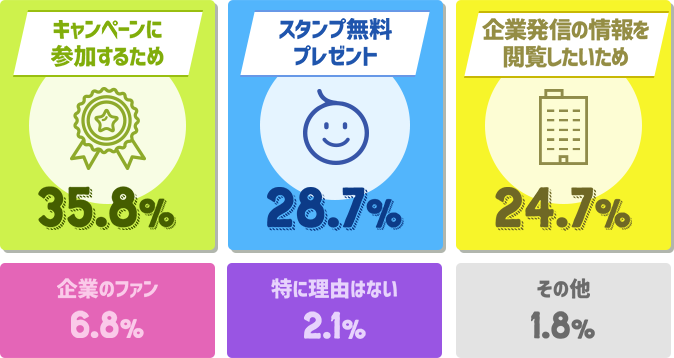 キャンペーンに
参加するため
35.8%
スタンプ無料
プレゼント
28.7%
企業発信の情報を
閲覧したいため
24.7%
企業のファン
6.8%
特に理由はない
2.1%
その他
1.8%